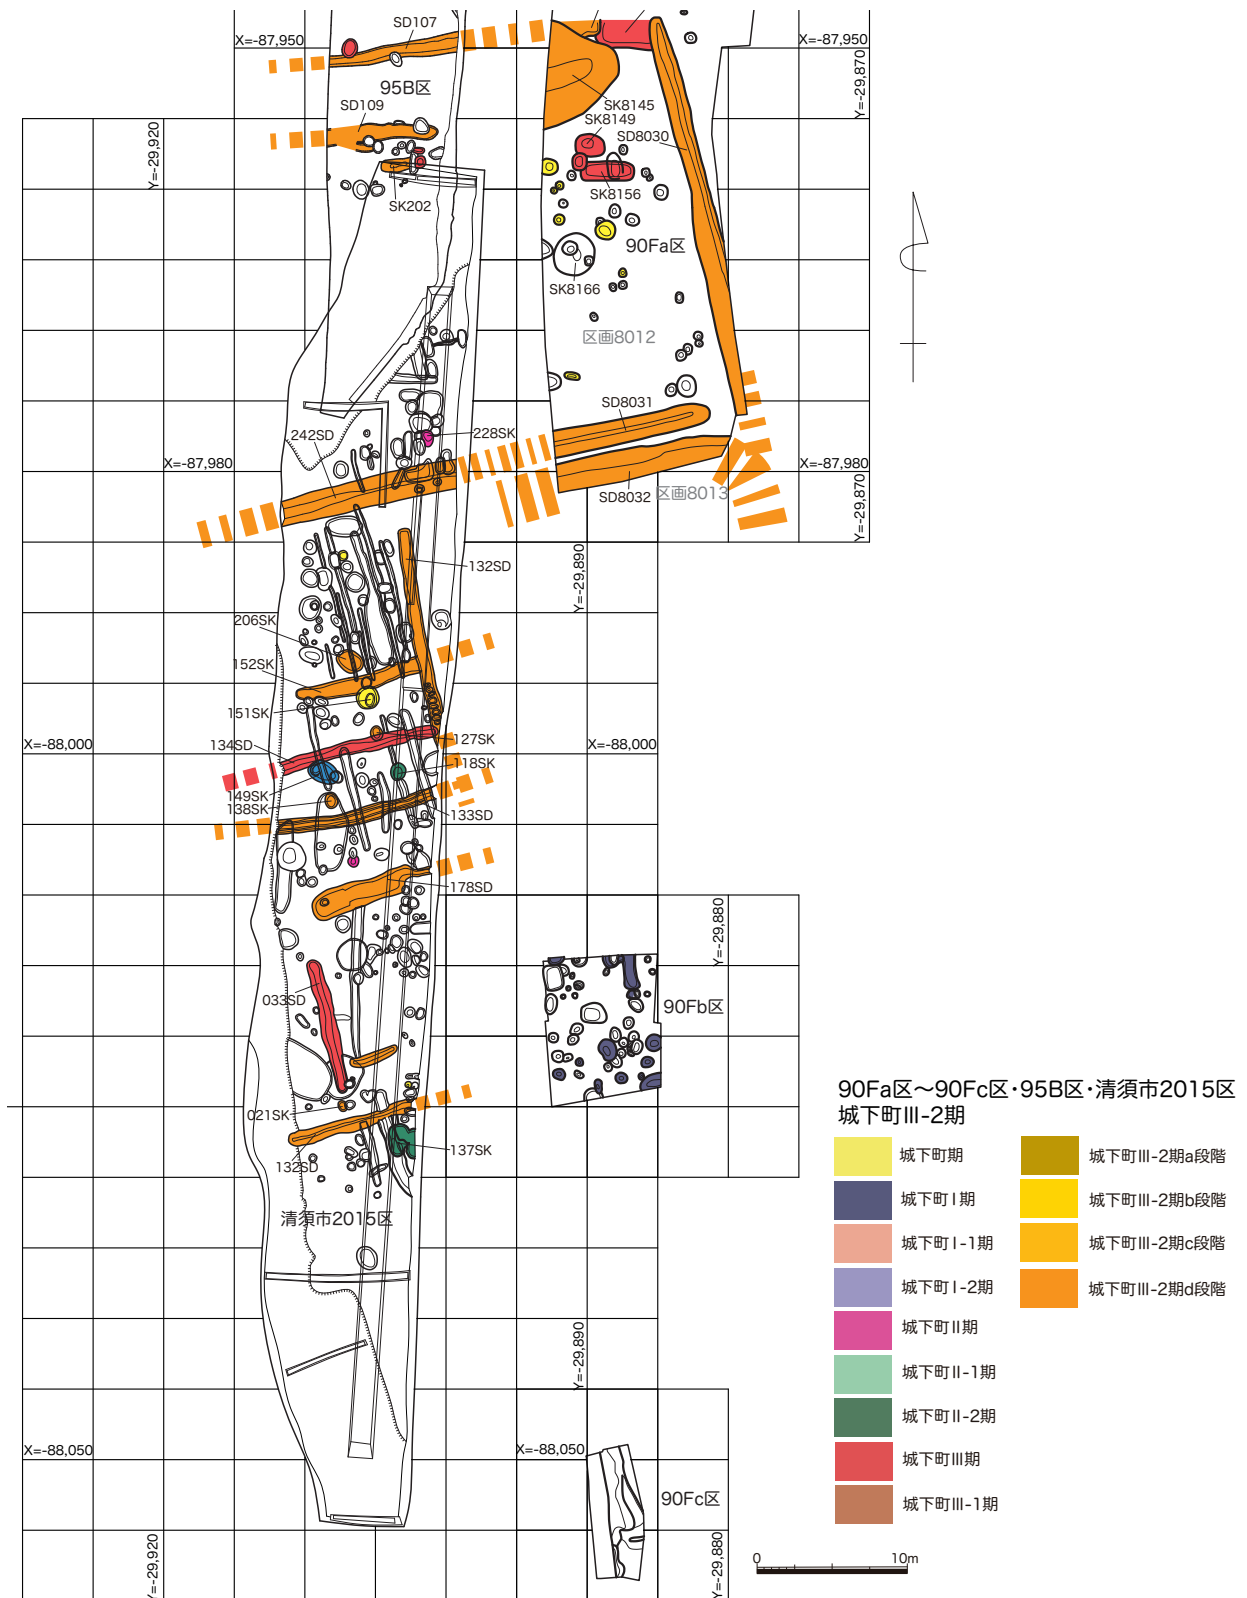 SD107
X=-87,950
X=-87,950
Y=-29,870
95B区
SD109
SK8145
SK8149
SD8030
Y=-29,920
SK202
SK8156
90Fa区
SK8166
区画8012
SD8031
242SD
228SK
X=-87,980
X=-87,980
SD8032
区画8013
Y=-29,870
132SD
Y=-29,890
206SK
152SK
151SK
134SD
127SK
X=-88,000
X=-88,000
118SK
149SK
138SK
133SD
178SD
Y=-29,880
033SD
90Fb区
021SK
132SD
137SK
清須市2015区
Y=-29,890
X=-88,050
X=-88,050
90Fc区
Y=-29,920
Y=-29,880
90Fa区～90Fc区・95B区・清須市2015区
城下町III-2期
城下町期
城下町I期
城下町I-1期
城下町I-2期
城下町II期
城下町II-1期
城下町II-2期
城下町III期
城下町III-1期
城下町III-2期a段階
城下町III-2期b段階
城下町III-2期c段階
城下町III-2期d段階
0 10m